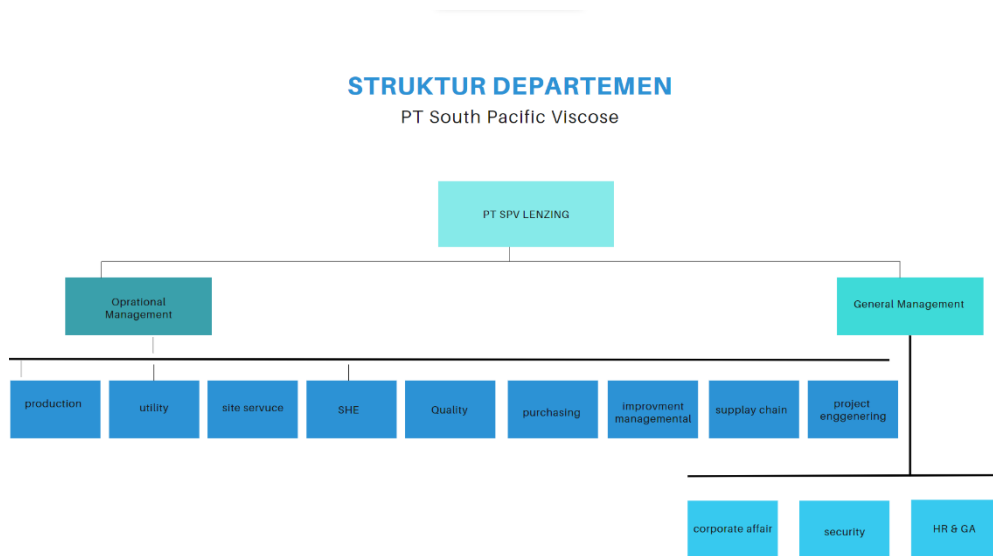 STRUKTUR DEPARTEMEN
PT South Pacific Viscose
PT SPV LENZING
Oprational
Management
General Management
production
utility
site servuce
SHE
Quality
purchasing
improvment
managemental
supplay chain
project
enggenering
corporate affair
security
HR & GA